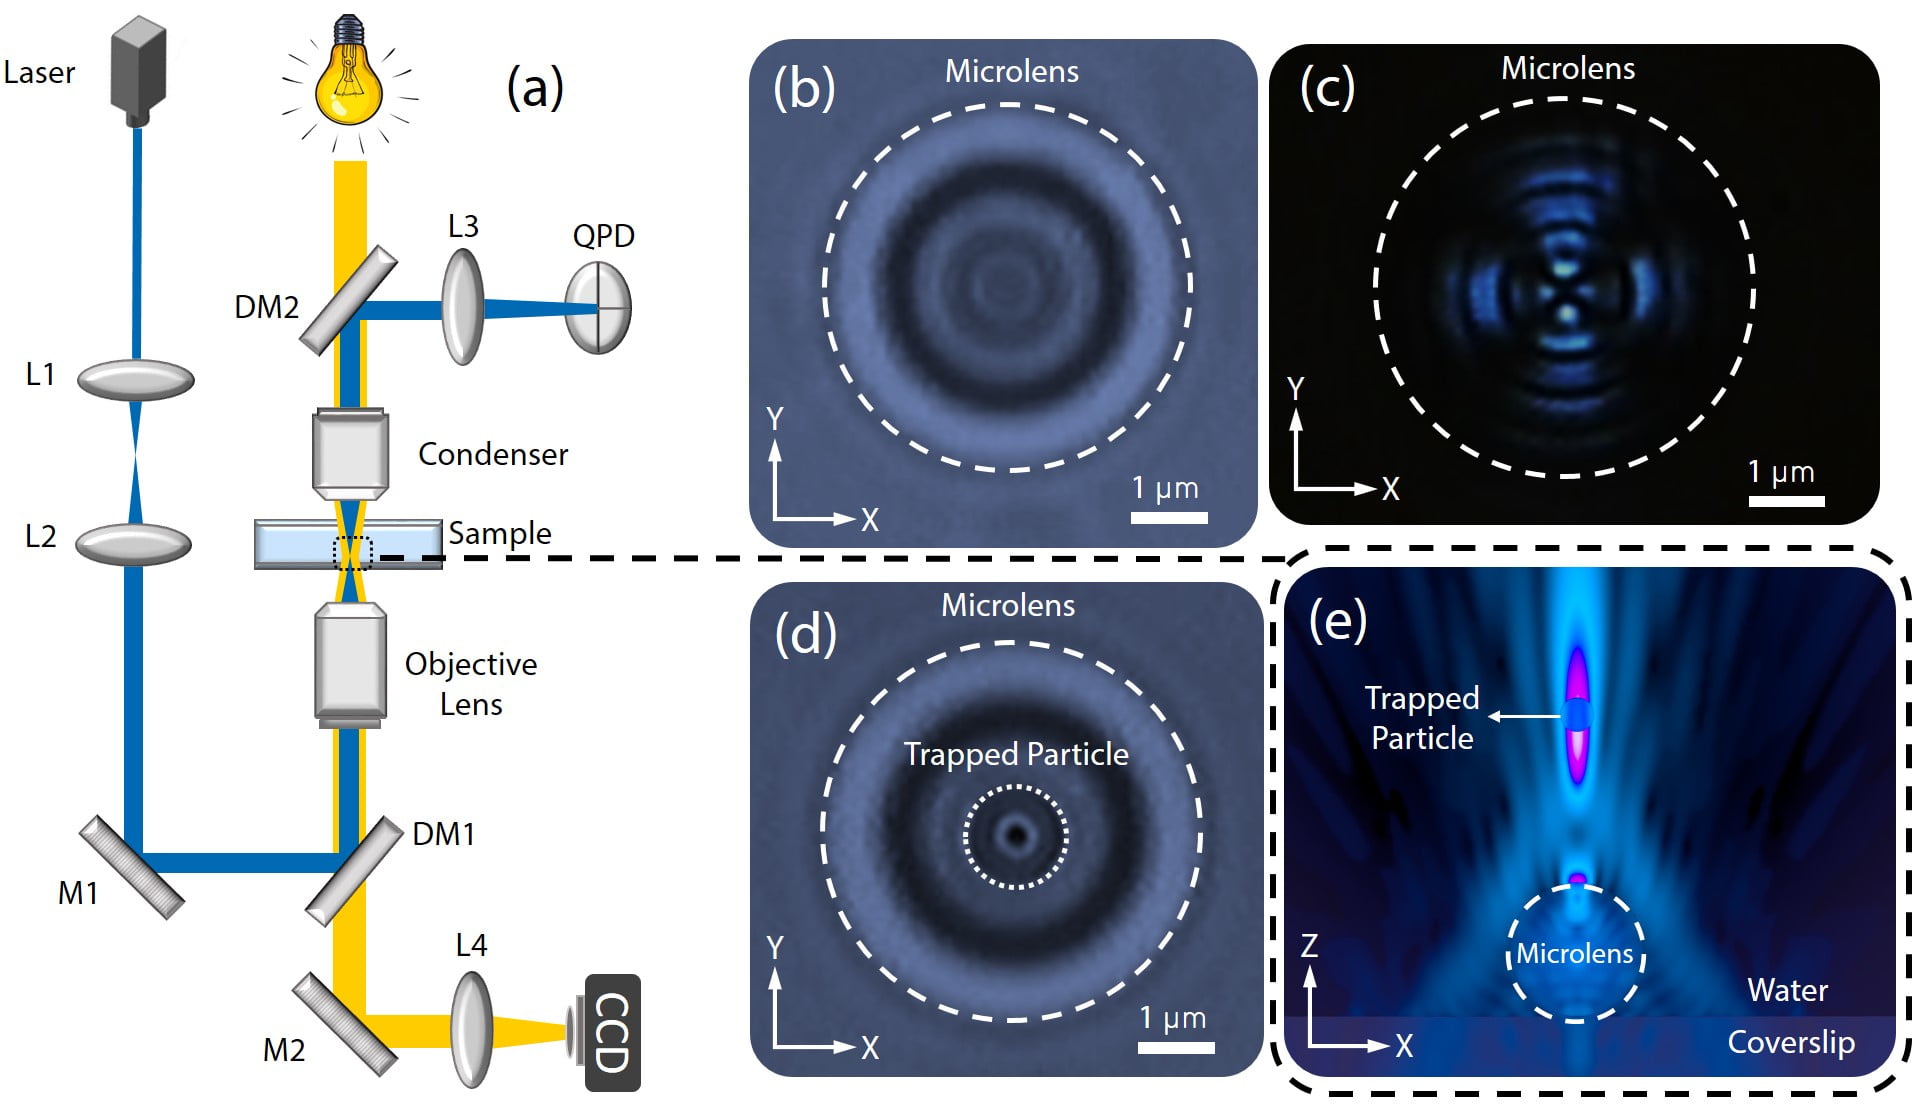 (a)
Laser
L3
QPD
DM2
L1
Condenser
L2
Sample
Objective
Lens
DM1
M1
L4
M2
CCD
(b)
Microlens
Y
X
1 µm
(c)
Microlens
Y
X
1 µm
(d)
Microlens
Trapped Particle
Y
X
1 µm
(e)
Trapped
Particle
Microlens
Z
X
Water
Coverslip